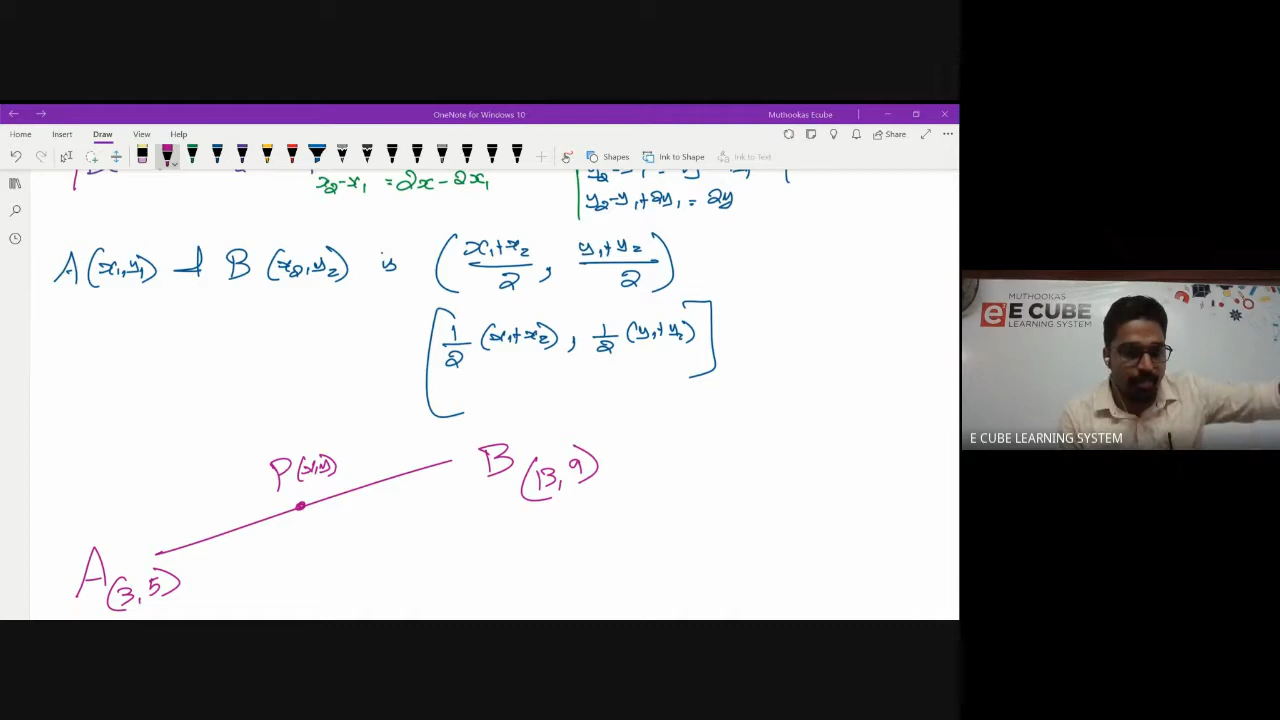 OneNote for Windows 10
Muthookas Ecube
Home Insert Draw View Help
Share
Shapes
Ink to Shape
Ink to Text
x₂-x₁ = 2x - 2x₁
y₂-y₁+2y₁ = 2y
A (x₁,y₁) & B (x₂,y₂) is (x₁+x₂/2, y₁+y₂/2)
[1/2 (x₁+x₂), 1/2 (y₁+y₂)]
P(x,y)
B (13,9)
A (3,5)
MUTHOOKAS
e E CUBE
LEARNING SYSTEM
E CUBE LEARNING SYSTEM